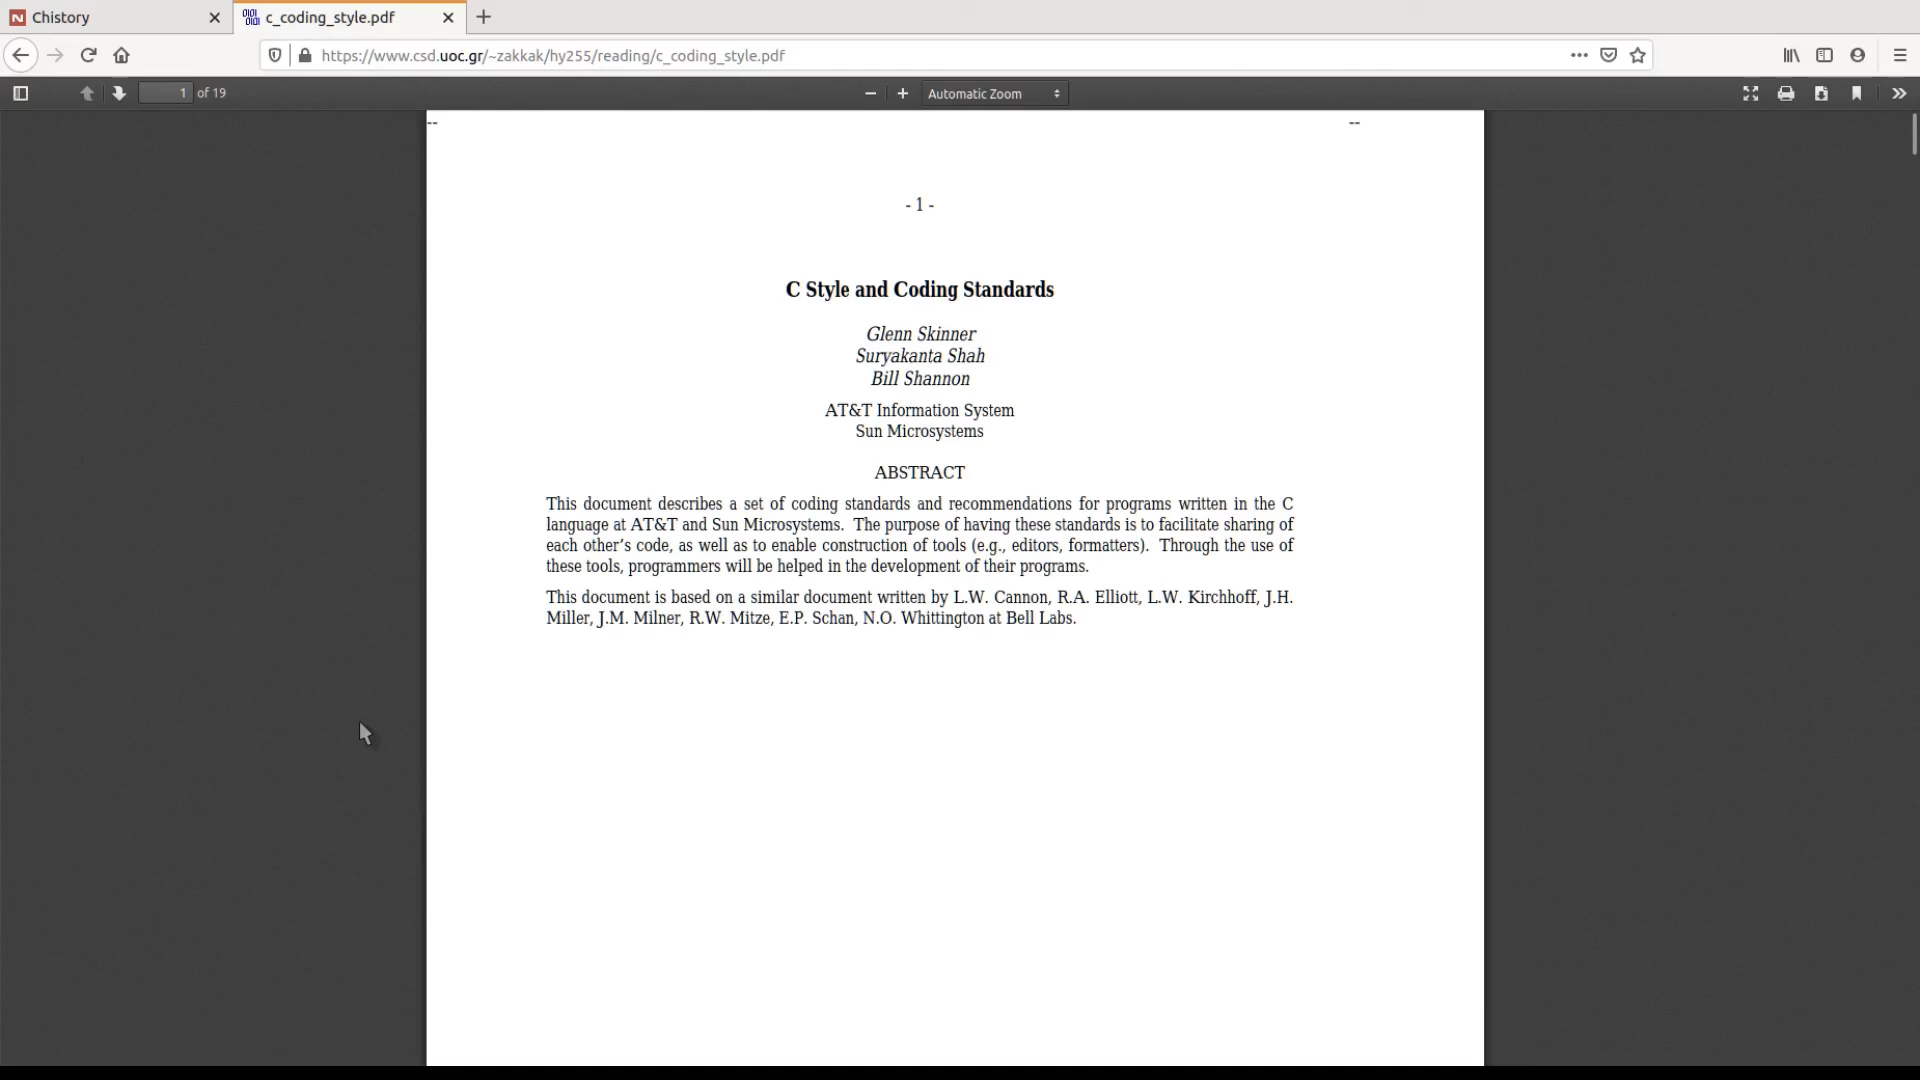 Chistory
c_coding_style.pdf
https://www.csd.uoc.gr/~zakkak/hy255/reading/c_coding_style.pdf
1 of 19
Automatic Zoom
-- --
- 1 -
C Style and Coding Standards
Glenn Skinner
Suryakanta Shah
Bill Shannon
AT&T Information System
Sun Microsystems
ABSTRACT
This document describes a set of coding standards and recommendations for programs written in the C
language at AT&T and Sun Microsystems. The purpose of having these standards is to facilitate sharing of
each other’s code, as well as to enable construction of tools (e.g., editors, formatters). Through the use of
these tools, programmers will be helped in the development of their programs.
This document is based on a similar document written by L.W. Cannon, R.A. Elliott, L.W. Kirchhoff, J.H.
Miller, J.M. Milner, R.W. Mitze, E.P. Schan, N.O. Whittington at Bell Labs.